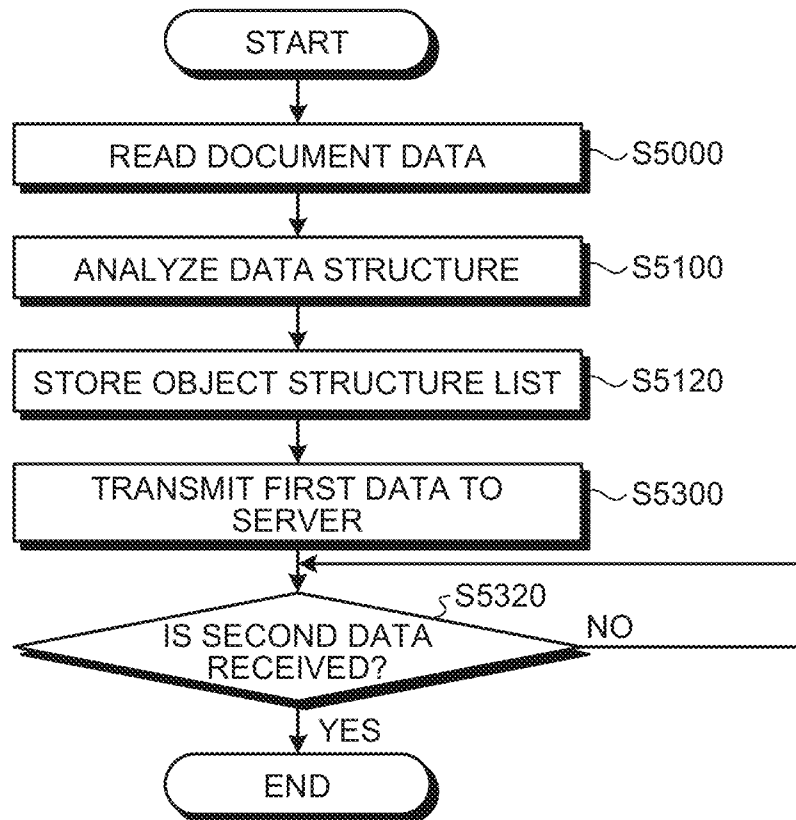 START
READ DOCUMENT DATA
S5000
ANALYZE DATA STRUCTURE
S5100
STORE OBJECT STRUCTURE LIST
S5120
TRANSMIT FIRST DATA TO
SERVER
S5300
S5320
IS SECOND DATA
RECEIVED?
NO
YES
END